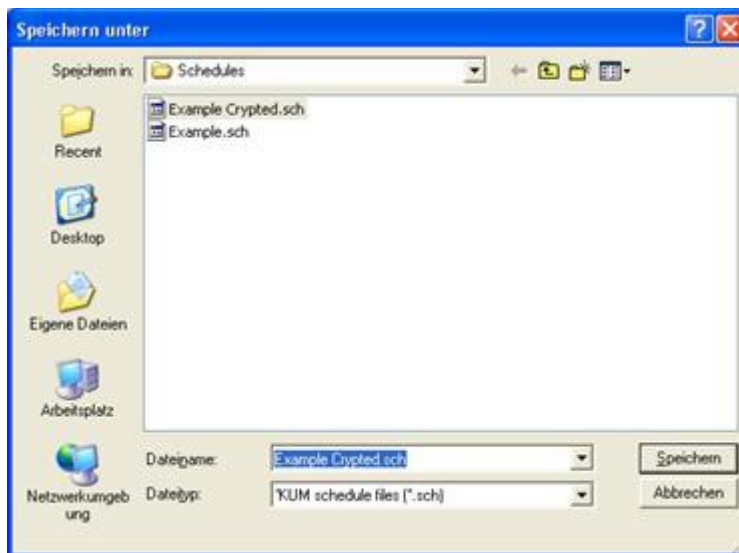 Speichern unter
Speichern in: Schedules
Example Crypted.sch
Example.sch
Recent
Desktop
Eigene Dateien
Arbeitsplatz
Netzwerkumgeb
ung
Dateiname: Example Crypted.sch
Speichern
Dateityp: 'KUM schedule files (*.sch)
Abbrechen